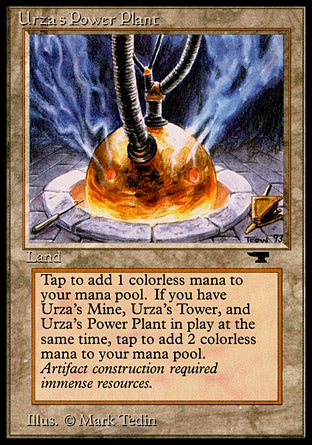 Urza's Power Plant
TEDIN '93
Land
Tap to add 1 colorless mana to
your mana pool. If you have
Urza's Mine, Urza's Tower, and
Urza's Power Plant in play at the
same time, tap to add 2 colorless
mana to your mana pool.
Artifact construction required
immense resources.
Illus. © Mark Tedin